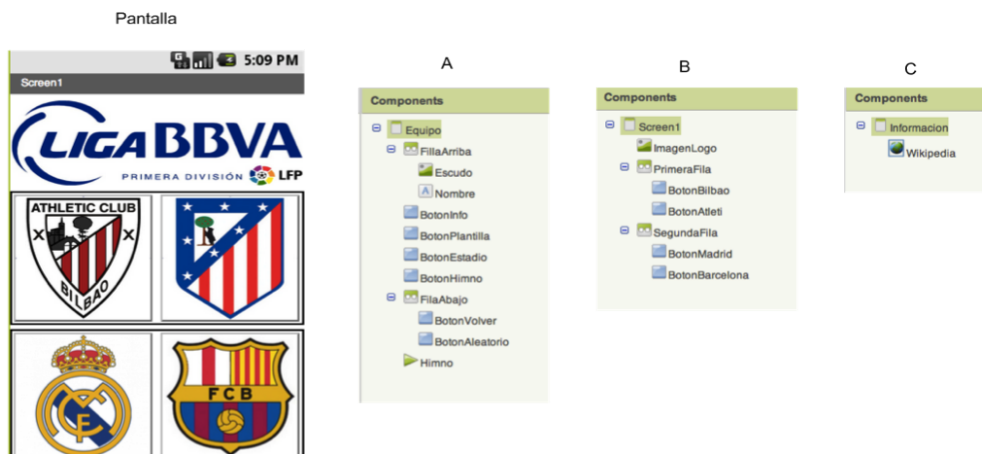 Pantalla
5:09 PM
Screen1
LIGA BBVA
PRIMERA DIVISIÓN LFP
ATHLETIC CLUB
BILBAO
FCB
A
Components
Equipo
FillaArriba
Escudo
A Nombre
BotonInfo
BotonPlantilla
BotonEstadio
BotonHimno
FilaAbajo
BotonVolver
BotonAleatorio
Himno
B
Components
Screen1
ImagenLogo
PrimeraFila
BotonBilbao
BotonAtleti
SegundaFila
BotonMadrid
BotonBarcelona
C
Components
Informacion
Wikipedia